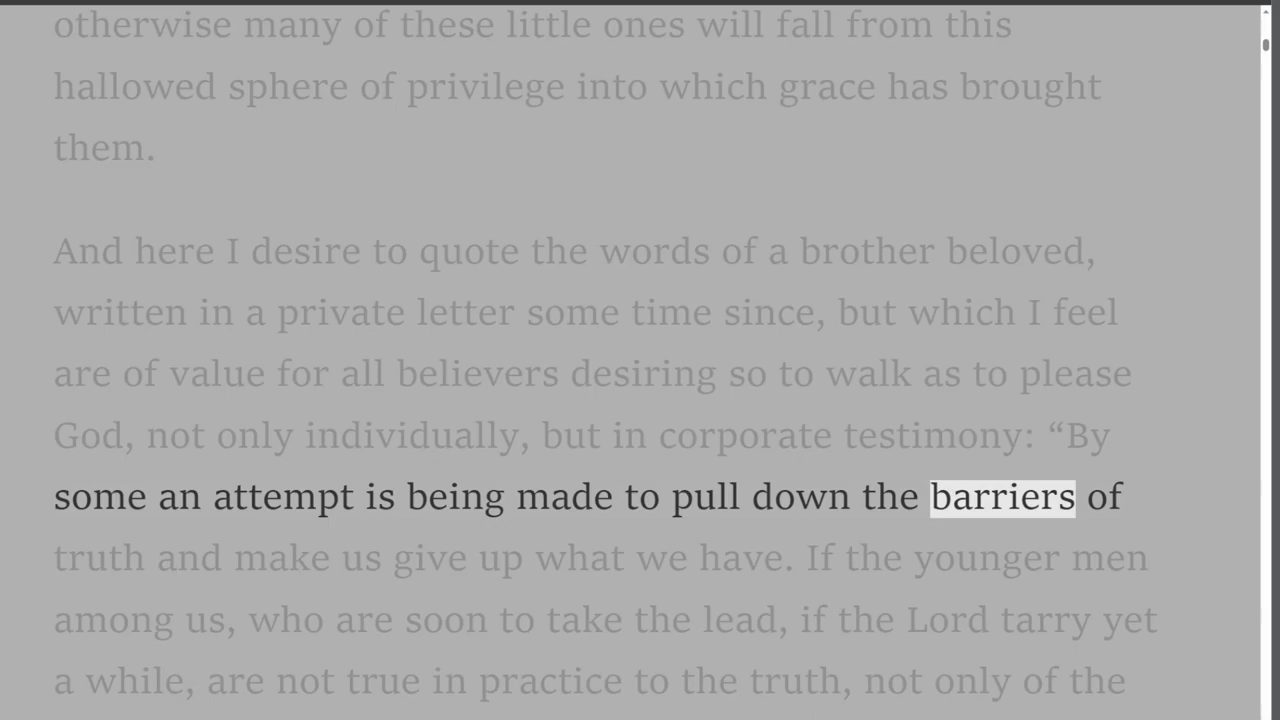 otherwise many of these little ones will fall from this
hallowed sphere of privilege into which grace has brought
them.
And here I desire to quote the words of a brother beloved,
written in a private letter some time since, but which I feel
are of value for all believers desiring so to walk as to please
God, not only individually, but in corporate testimony: “By
some an attempt is being made to pull down the barriers of
truth and make us give up what we have. If the younger men
among us, who are soon to take the lead, if the Lord tarry yet
a while, are not true in practice to the truth, not only of the